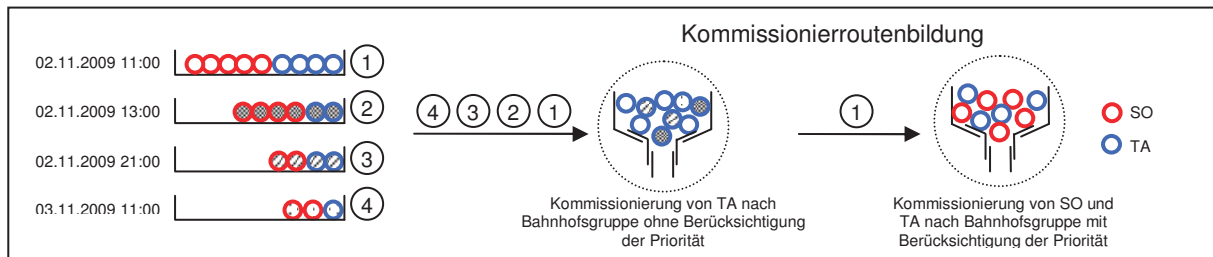 Kommissionierroutenbildung
02.11.2009 11:00
1
02.11.2009 13:00
2
02.11.2009 21:00
3
03.11.2009 11:00
4
4 3 2 1
1
SO
TA
Kommissionierung von TA nach
Bahnhofsgruppe ohne Berücksichtigung
der Priorität
Kommissionierung von SO und
TA nach Bahnhofsgruppe mit
Berücksichtigung der Priorität